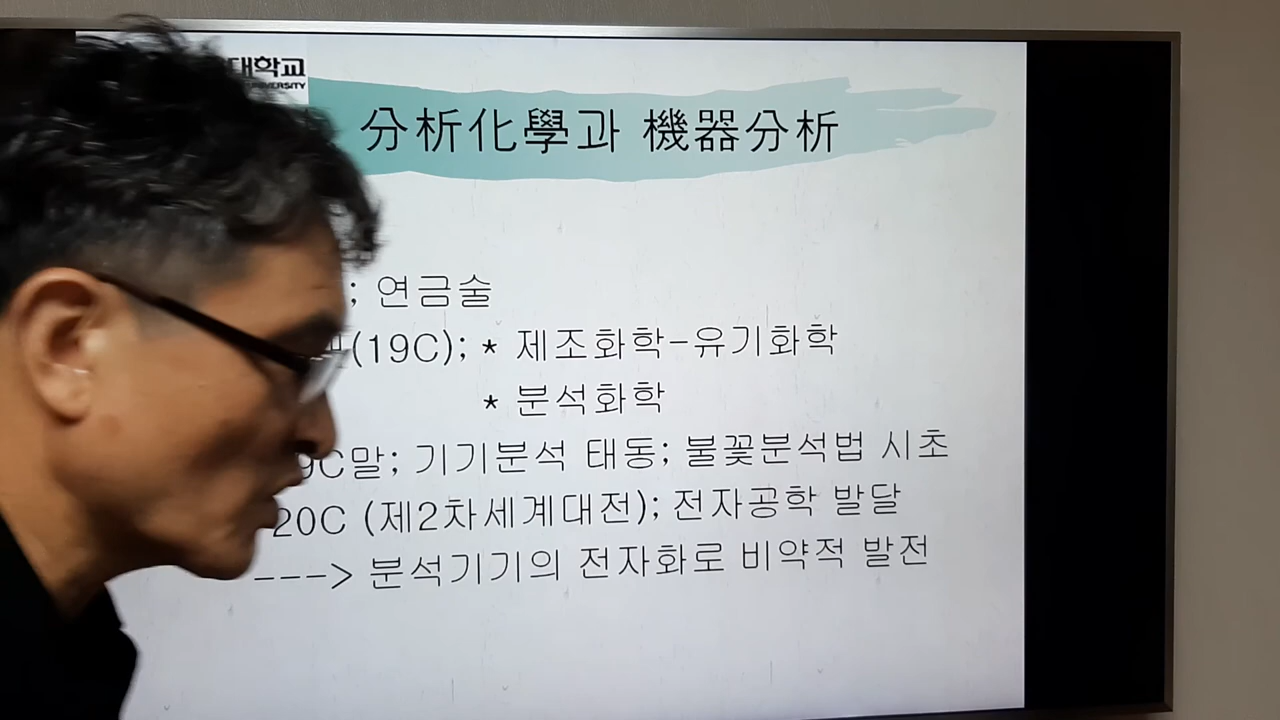 대학교
分析化學과 機器分析
; 연금술
(19C); * 제조화학-유기화학
* 분석화학
9C말; 기기분석 태동; 불꽃분석법 시초
20C (제2차세계대전); 전자공학 발달
---> 분석기기의 전자화로 비약적 발전